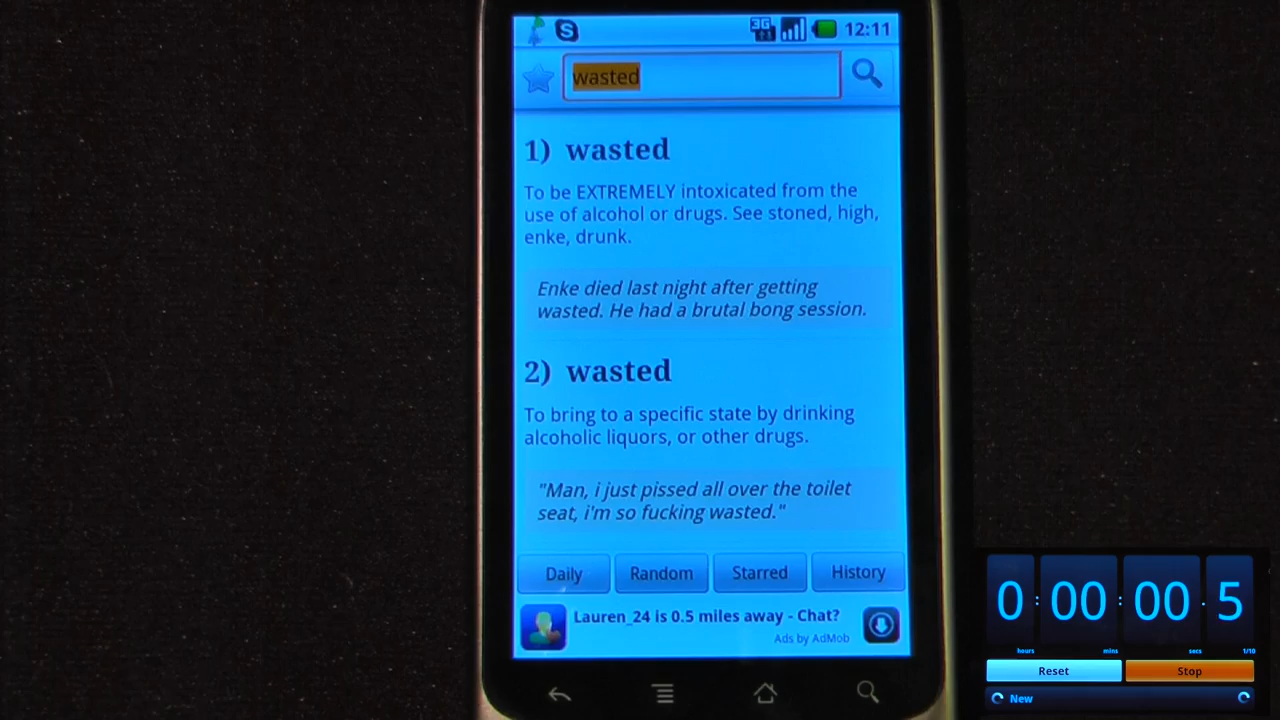 3G
12:11
wasted
1) wasted
To be EXTREMELY intoxicated from the
use of alcohol or drugs. See stoned, high,
enke, drunk.
Enke died last night after getting
wasted. He had a brutal bong session.
2) wasted
To bring to a specific state by drinking
alcoholic liquors, or other drugs.
"Man, i just pissed all over the toilet
seat, i'm so fucking wasted."
Daily Random Starred History
Lauren_24 is 0.5 miles away - Chat?
Ads by AdMob
0 : 00 : 00 . 5
hours mins secs 1/10
Reset Stop
New